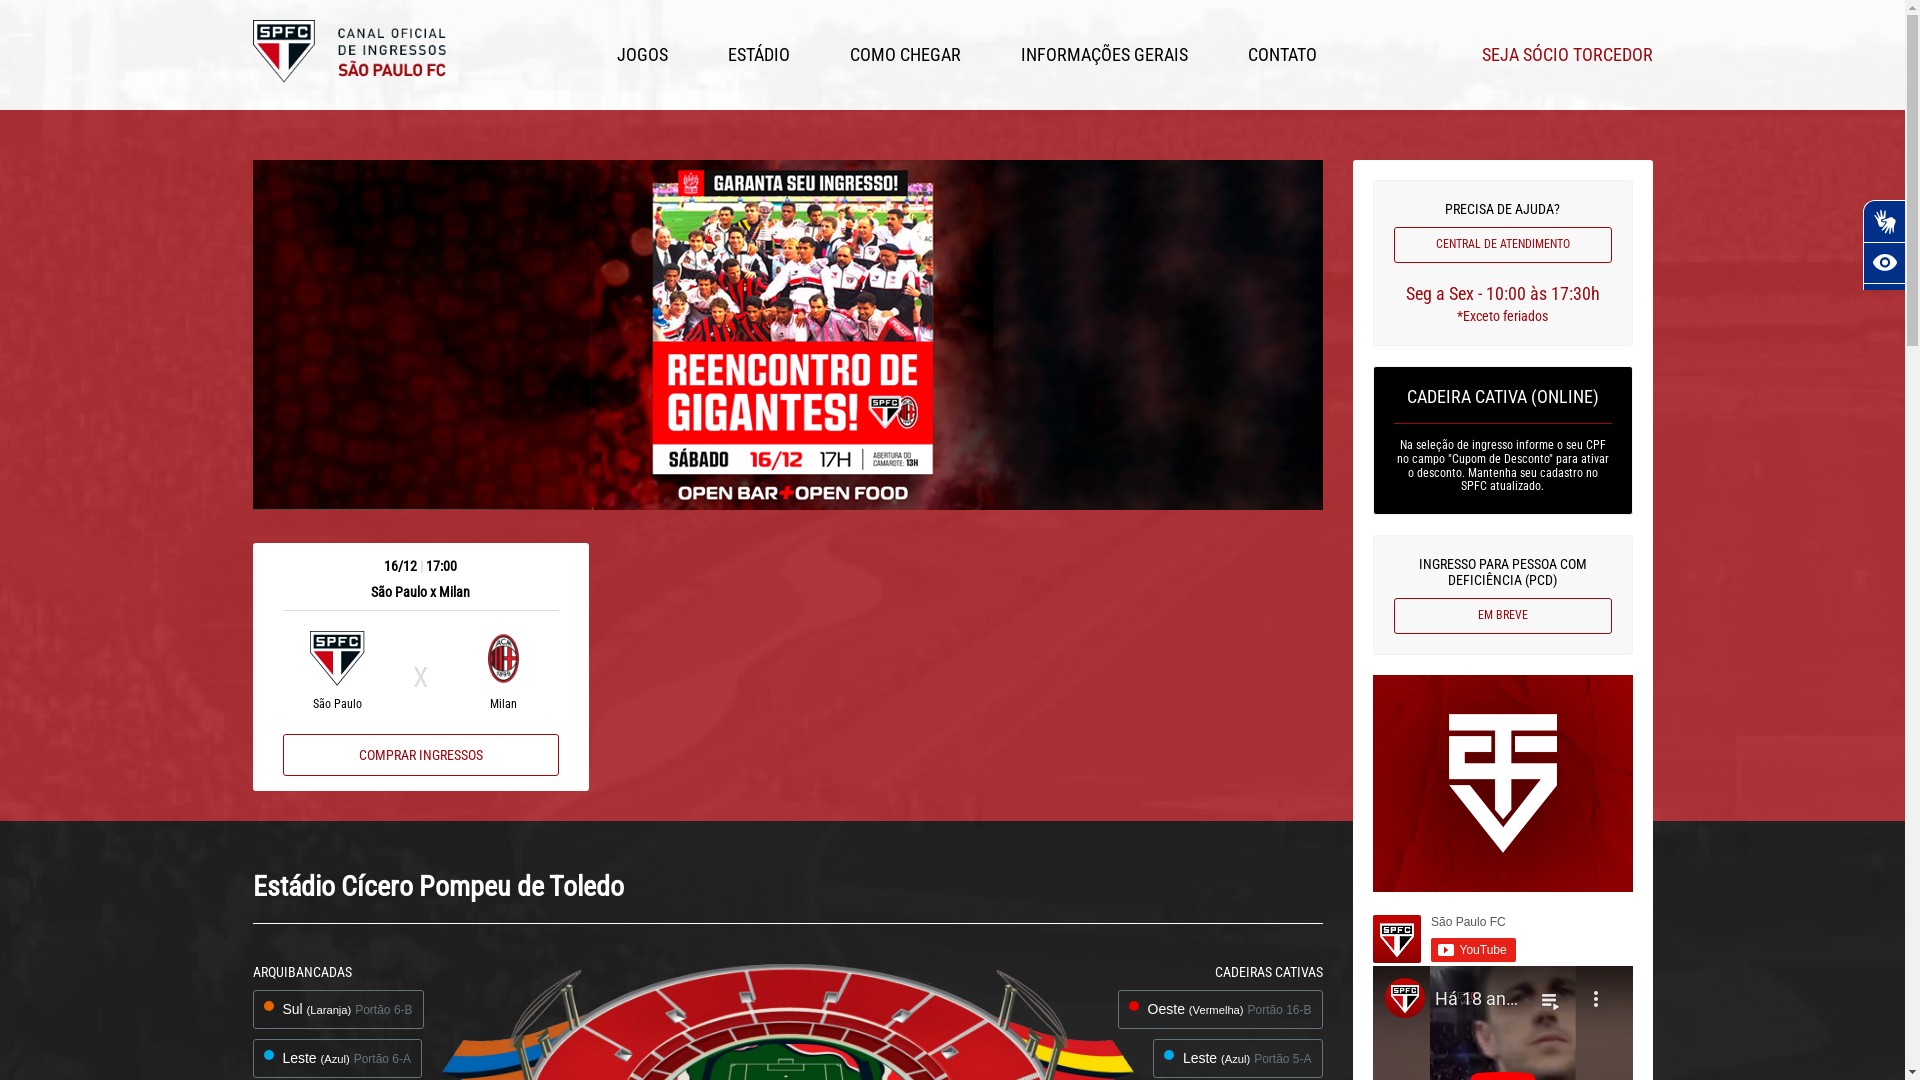 SPFC
CANAL OFICIAL
DE INGRESSOS
SÃO PAULO FC
JOGOS
ESTÁDIO
COMO CHEGAR
INFORMAÇÕES GERAIS
CONTATO
SEJA SÓCIO TORCEDOR
GARANTA SEU INGRESSO!
REENCONTRO DE
GIGANTES!
SPFC
SÁBADO 16/12 17H
ABERTURA DO
CAMAROTE: 13H
OPEN BAR+OPEN FOOD
16/12 | 17:00
São Paulo x Milan
SPFC
X
São Paulo
Milan
COMPRAR INGRESSOS
PRECISA DE AJUDA?
CENTRAL DE ATENDIMENTO
Seg a Sex - 10:00 às 17:30h
*Exceto feriados
CADEIRA CATIVA (ONLINE)
Na seleção de ingresso informe o seu CPF
no campo "Cupom de Desconto" para ativar
o desconto. Mantenha seu cadastro no
SPFC atualizado.
INGRESSO PARA PESSOA COM
DEFICIÊNCIA (PCD)
EM BREVE
SPFC
São Paulo FC
YouTube
SPFC
Há 18 an...
Estádio Cícero Pompeu de Toledo
ARQUIBANCADAS
Sul (Laranja) Portão 6-B
Leste (Azul) Portão 6-A
CADEIRAS CATIVAS
Oeste (Vermelha) Portão 16-B
Leste (Azul) Portão 5-A